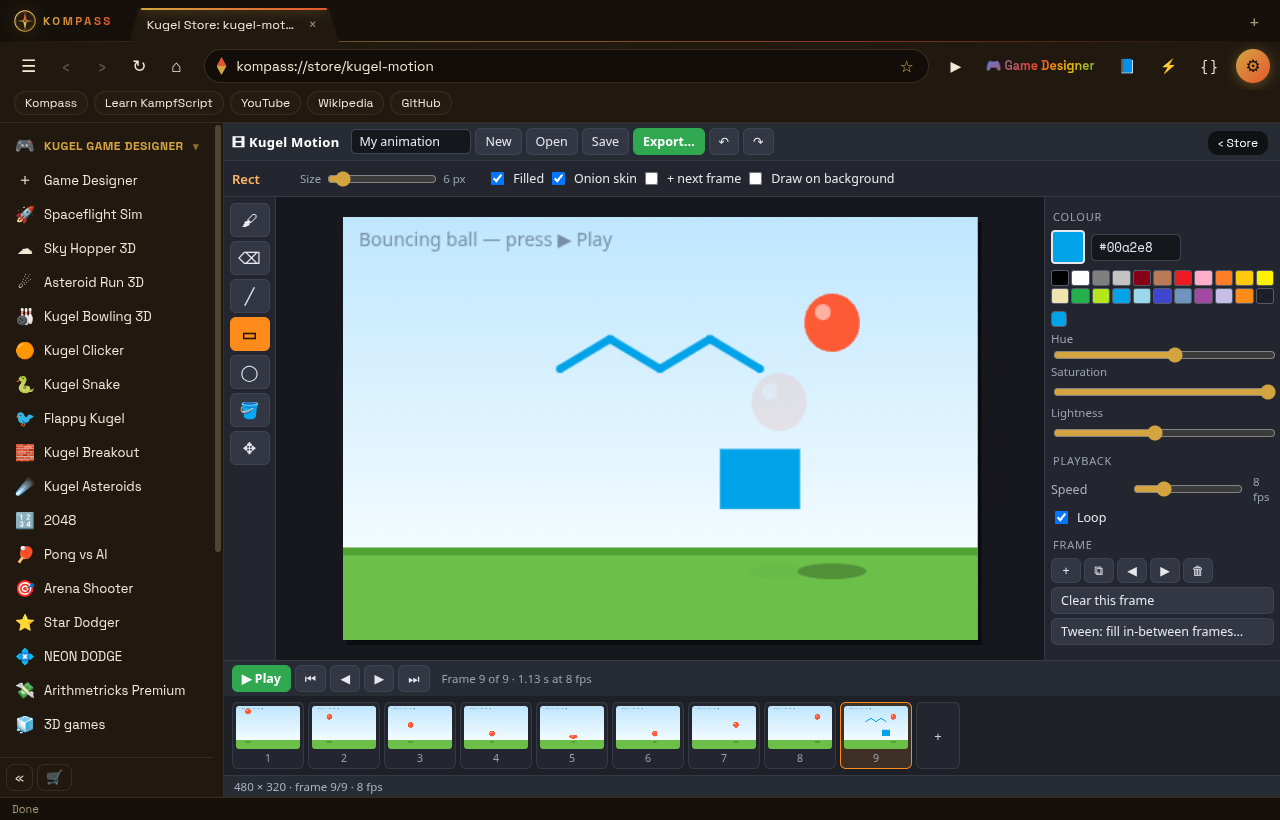 KOMPASS
Kugel Store: kugel-mot... ×
+
kompass://store/kugel-motion
Game Designer
{}
Kompass
Learn KampfScript
YouTube
Wikipedia
GitHub
KUGEL GAME DESIGNER
+ Game Designer
Spaceflight Sim
Sky Hopper 3D
Asteroid Run 3D
Kugel Bowling 3D
Kugel Clicker
Kugel Snake
Flappy Kugel
Kugel Breakout
Kugel Asteroids
2048
Pong vs AI
Arena Shooter
Star Dodger
NEON DODGE
Arithmetricks Premium
3D games
«
Done
Kugel Motion
My animation
New
Open
Save
Export...
< Store
Rect
Size
6 px
Filled
Onion skin
+ next frame
Draw on background
Bouncing ball — press ▶ Play
COLOUR
#00a2e8
Hue
Saturation
Lightness
PLAYBACK
Speed
8 fps
Loop
FRAME
+
Clear this frame
Tween: fill in-between frames...
▶ Play
Frame 9 of 9 · 1.13 s at 8 fps
1
2
3
4
5
6
7
8
9
+
480 × 320 · frame 9/9 · 8 fps